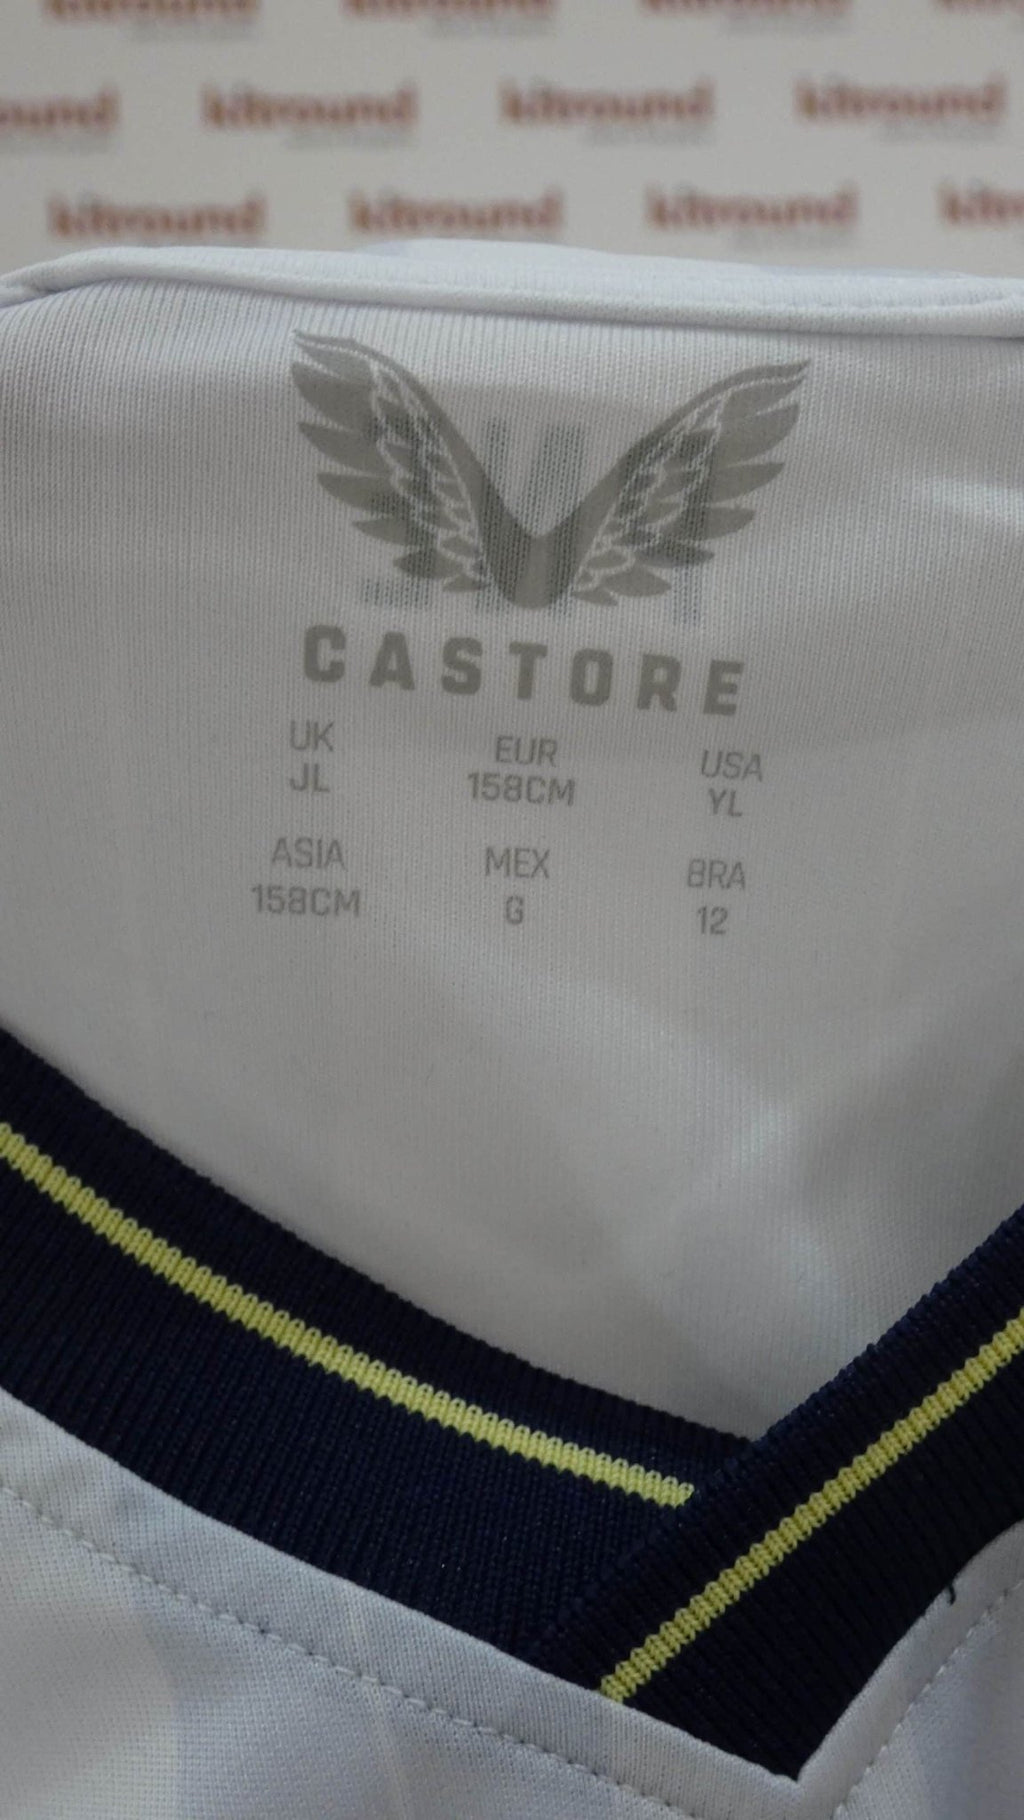 kitround kitround kitround
kitround kitround kitround
CASTORE
UK EUR USA
JL 158CM YL
ASIA MEX BRA
158CM G 12